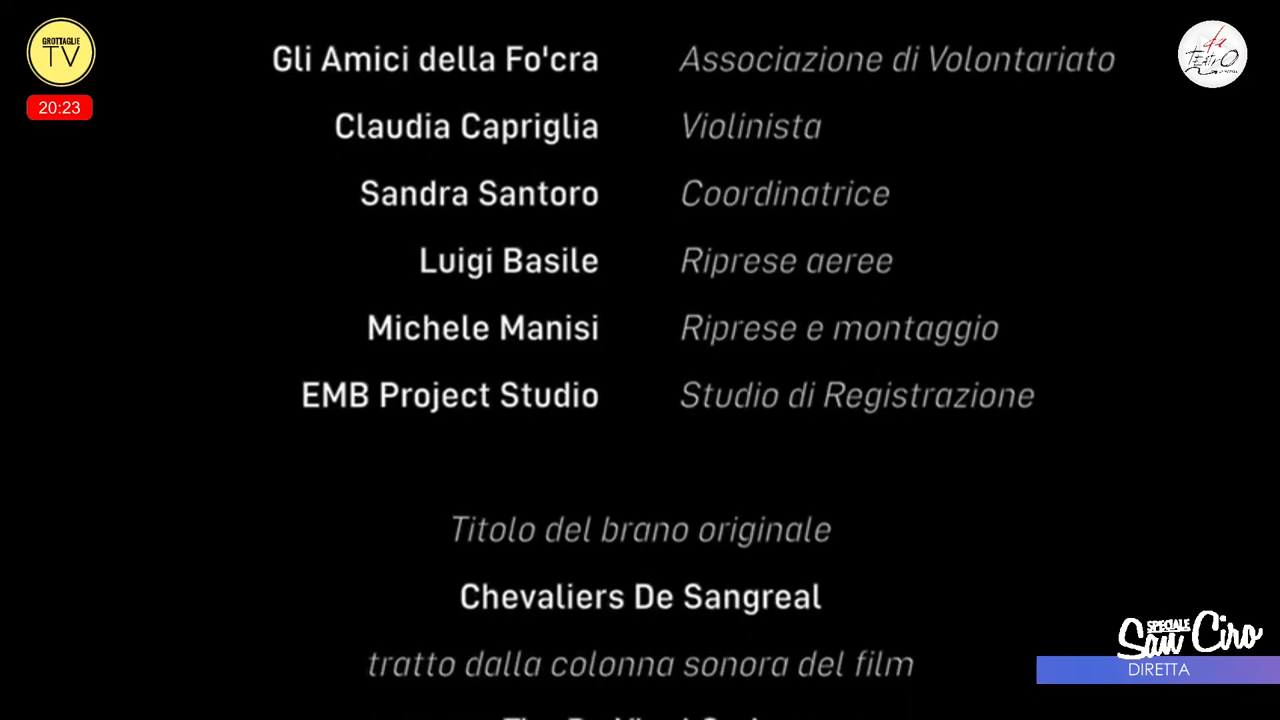 GROTTAGLIE
TV
20:23
de
TEATRO
Gli Amici della Fo'cra Associazione di Volontariato
Claudia Capriglia Violinista
Sandra Santoro Coordinatrice
Luigi Basile Riprese aeree
Michele Manisi Riprese e montaggio
EMB Project Studio Studio di Registrazione
Titolo del brano originale
Chevaliers De Sangreal
tratto dalla colonna sonora del film
SPECIALE
San Ciro
DIRETTA